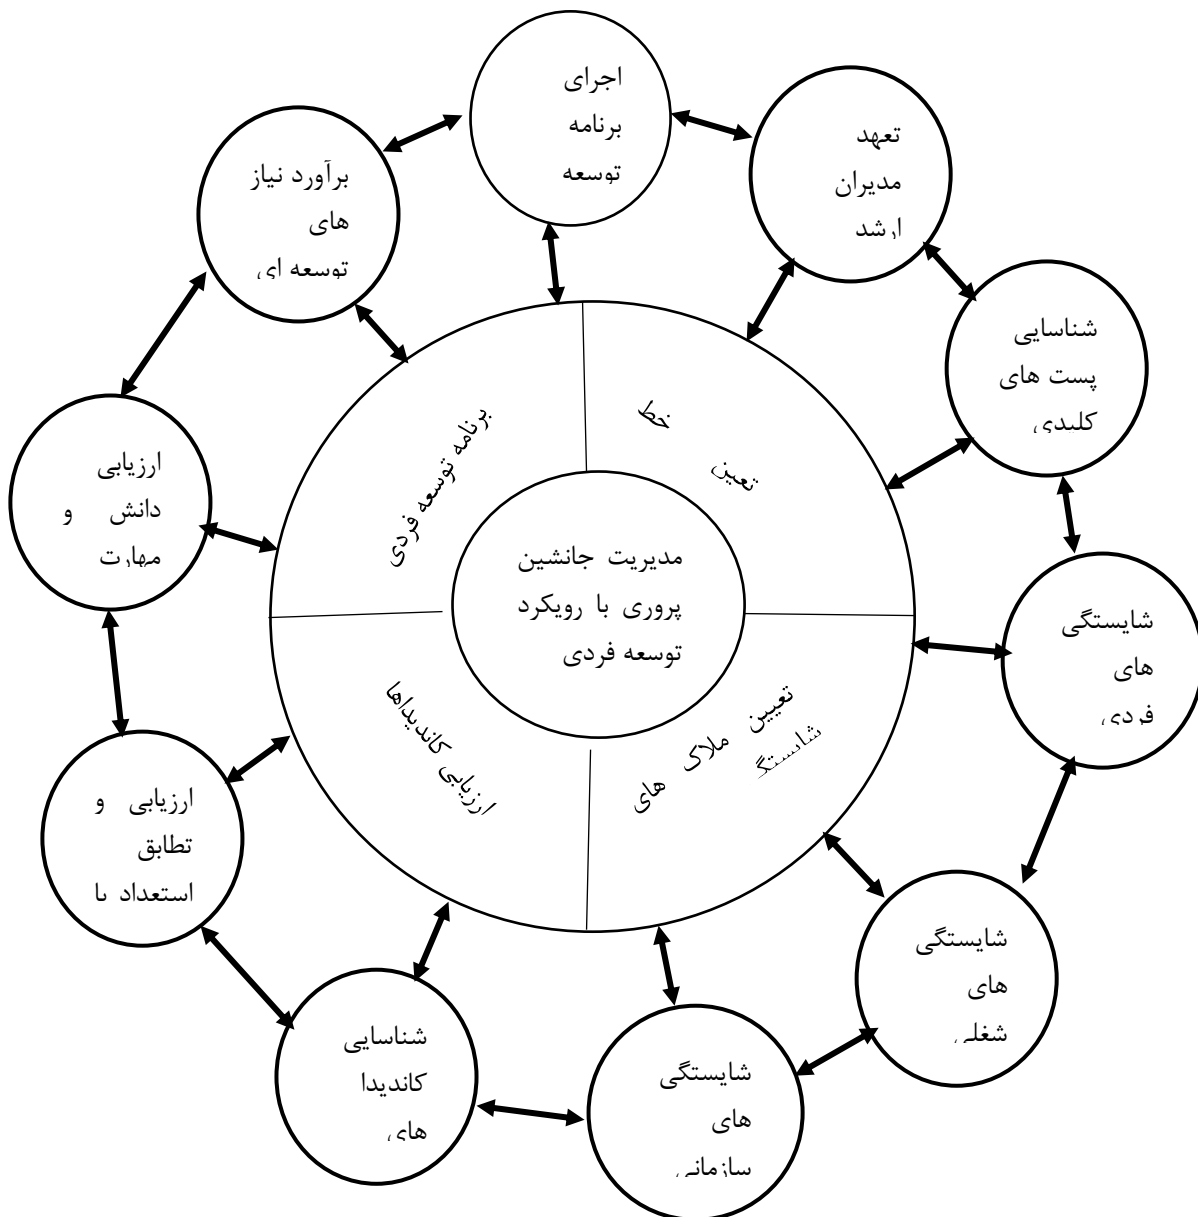 اجرای
برنامه
توسعه
تعهد
مدیران
ارشد
برآورد نیاز
های
توسعه ای
شناسایی
پست های
کلیدی
خط
تعین
برنامه توسعه فردی
ارزیابی
دانش و
مهارت
مدیریت جانشین
پروری با رویکرد
توسعه فردی
شایستگی
های
فردی
تعیین ملاک های
ارزیابی کاندیداها
ارزیابی و
تطابق
استعداد با
شایستگی
های
شغلی
شناسایی
کاندیدا
های
شایستگی
های
سازمانی